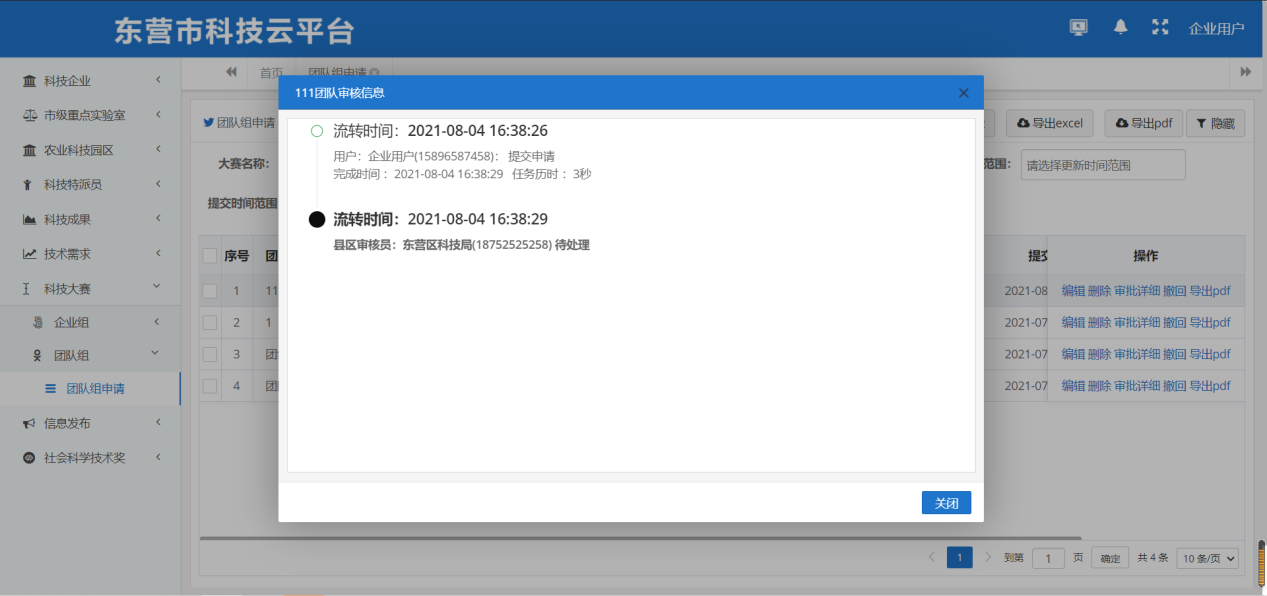 东营市科技云平台
企业用户
科技企业
市级重点实验室
农业科技园区
科技特派员
科技成果
技术需求
科技大赛
企业组
团队组
团队组申请
信息发布
社会科学技术奖
首页
团队组申请
团队组申请
导出excel
导出pdf
隐藏
大赛名称：
范围：
请选择更新时间范围
提交时间范围
序号 团 提交 操作
1 11 2021-08 编辑 删除 审批详细 撤回 导出pdf
2 1 2021-07 编辑 删除 审批详细 撤回 导出pdf
3 团 2021-07 编辑 删除 审批详细 撤回 导出pdf
4 团 2021-07 编辑 删除 审批详细 撤回 导出pdf
111团队审核信息
流转时间：2021-08-04 16:38:26
用户：企业用户(15896587458)： 提交申请
完成时间：2021-08-04 16:38:29 任务历时：3秒
流转时间：2021-08-04 16:38:29
县区审核员：东营区科技局(18752525258) 待处理
关闭
1 到第 1 页 确定 共 4 条 10 条/页